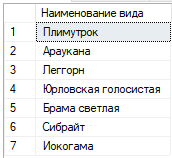 Наименование вида
1 Плимутрок
2 Араукана
3 Леггорн
4 Юрловская голосистая
5 Брама светлая
6 Сибрайт
7 Иокогама